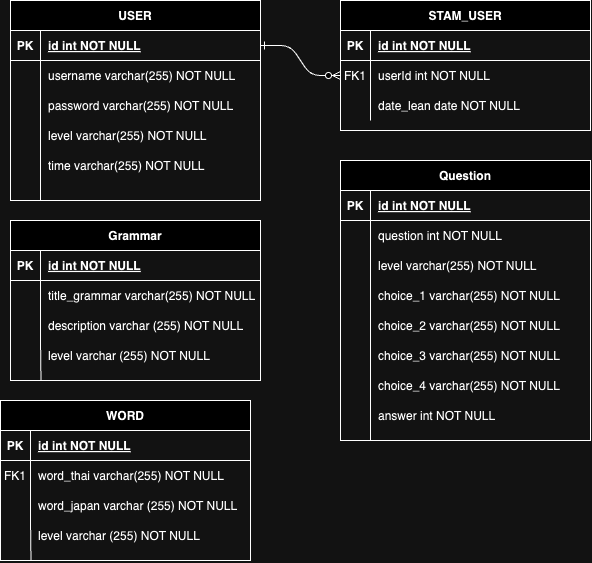 USER
PK id int NOT NULL
username varchar(255) NOT NULL
password varchar(255) NOT NULL
level varchar(255) NOT NULL
time varchar(255) NOT NULL
STAM_USER
PK id int NOT NULL
FK1 userId int NOT NULL
date_lean date NOT NULL
Question
PK id int NOT NULL
question int NOT NULL
level varchar(255) NOT NULL
choice_1 varchar(255) NOT NULL
choice_2 varchar(255) NOT NULL
choice_3 varchar(255) NOT NULL
choice_4 varchar(255) NOT NULL
answer int NOT NULL
Grammar
PK id int NOT NULL
title_grammar varchar(255) NOT NULL
description varchar (255) NOT NULL
level varchar (255) NOT NULL
WORD
PK id int NOT NULL
FK1 word_thai varchar(255) NOT NULL
word_japan varchar (255) NOT NULL
level varchar (255) NOT NULL